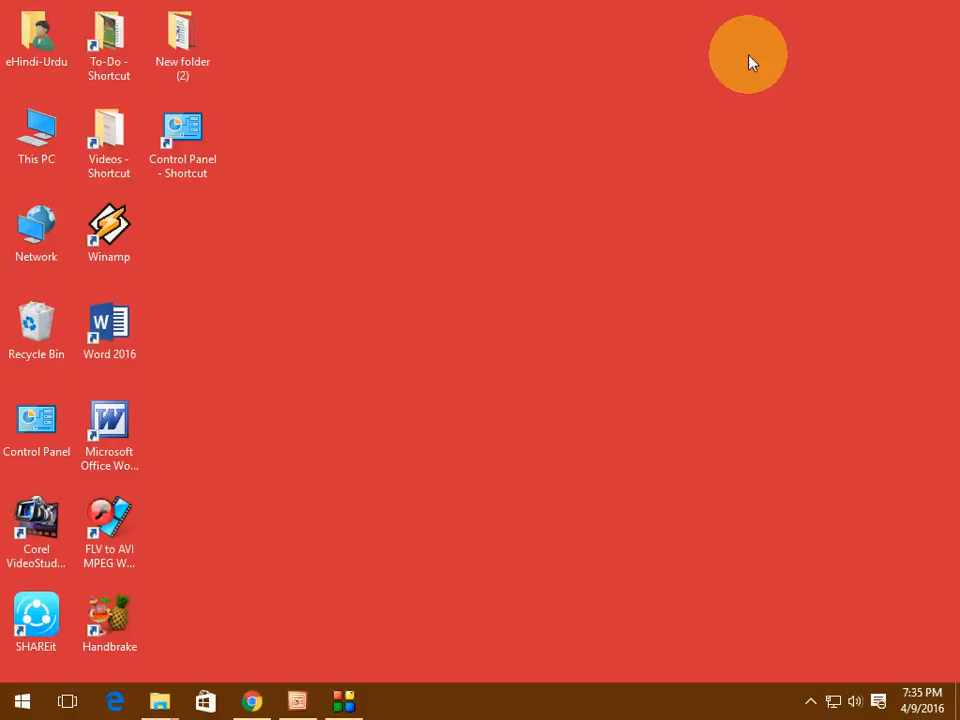 eHindi-Urdu
To-Do -
Shortcut
New folder
(2)
This PC
Videos -
Shortcut
Control Panel
- Shortcut
Network
Winamp
Recycle Bin
Word 2016
Control Panel
Microsoft
Office Wo...
Corel
VideoStud...
FLV to AVI
MPEG W...
SHAREit
Handbrake
7:35 PM
4/9/2016